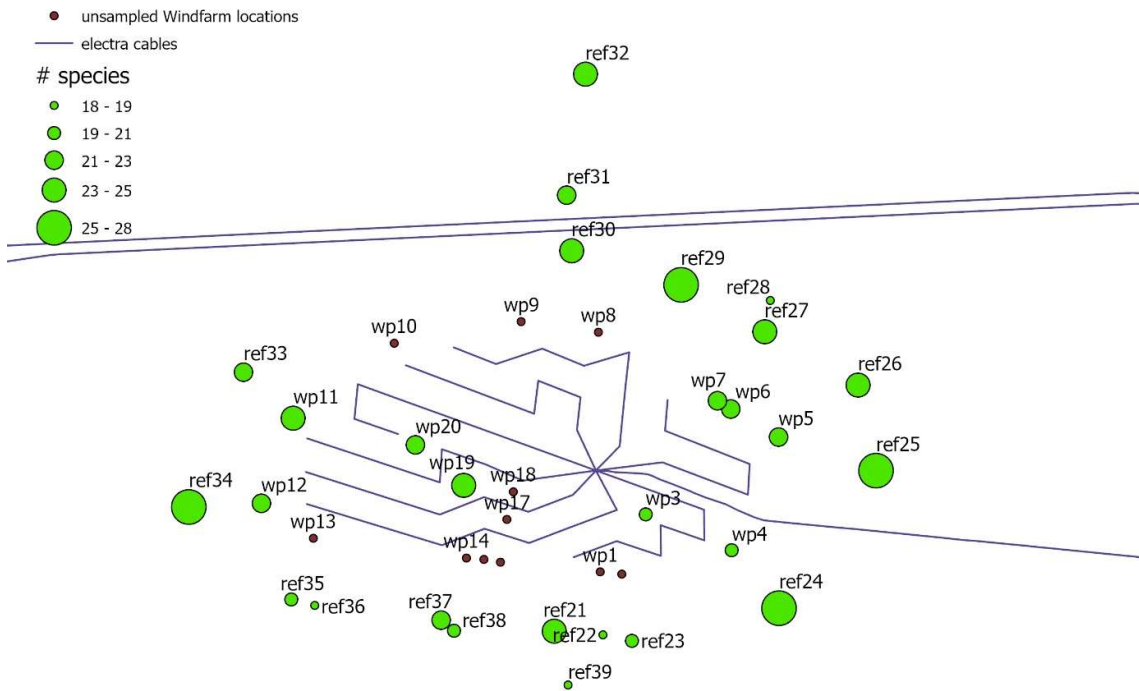 unsampled Windfarm locations
electra cables
# species
18 - 19
19 - 21
21 - 23
23 - 25
25 - 28
ref32
ref31
ref30
ref29
ref28
ref27
wp9
wp8
wp10
ref33
ref26
wp7
wp6
wp11
wp5
wp20
ref25
wp19
wp18
ref34
wp12
wp3
wp17
wp13
wp4
wp14
wp1
ref35
ref36
ref24
ref37
ref38
ref21
ref22
ref23
ref39